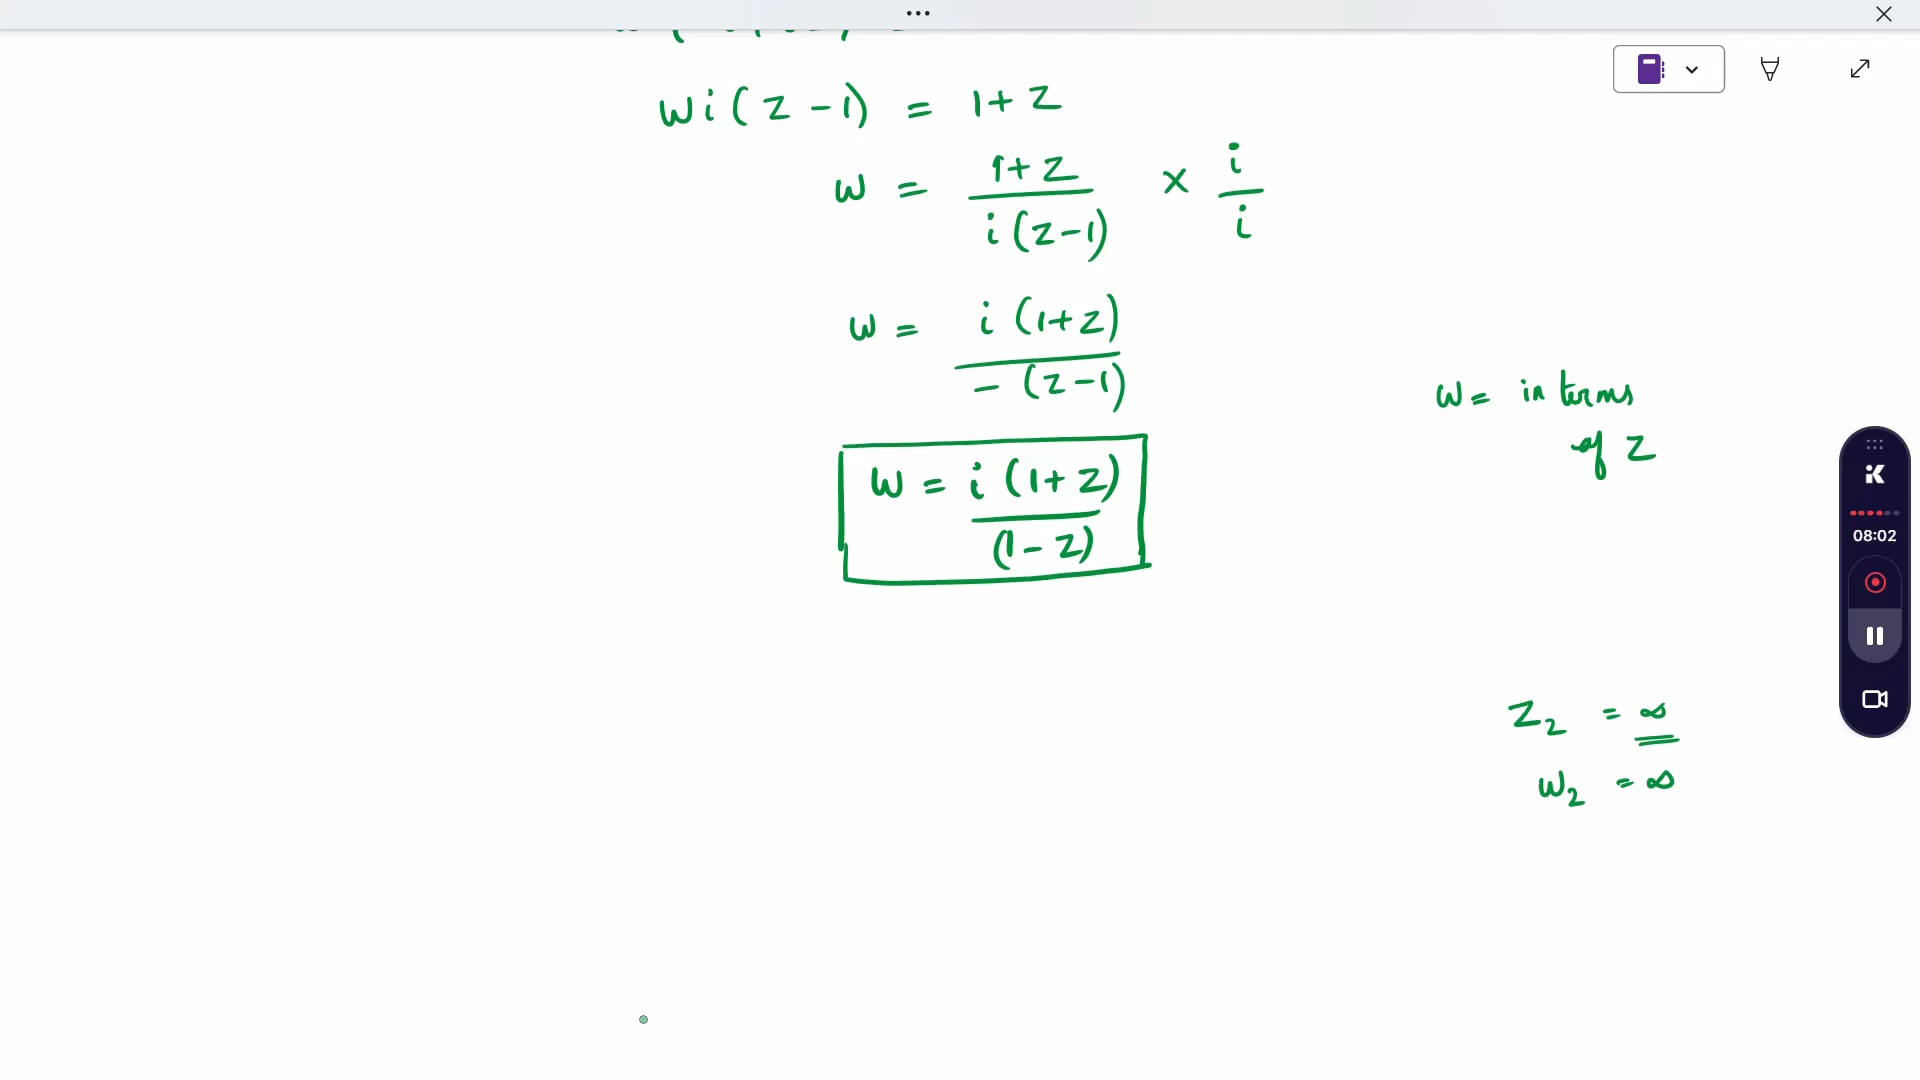 wi(z-1) = 1+z
w = 1+z / i(z-1) × i / i
w = i(1+z) / -(z-1)
w = in terms
of z
w = i(1+z) / (1-z)
08:02
z₂ = ∞
w₂ = ∞